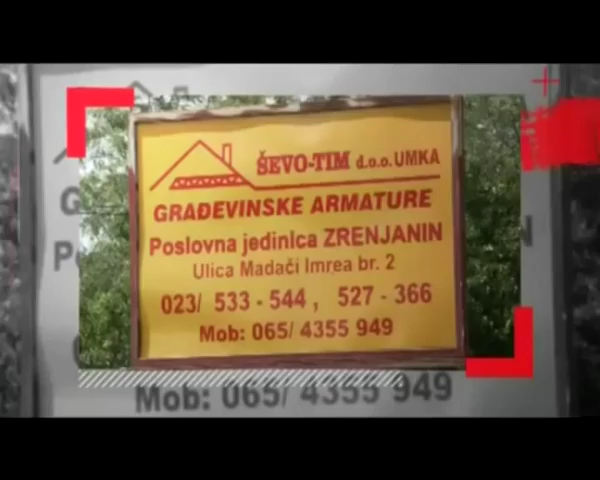 ŠEVO-TIM d.o.o. UMKA
GRAĐEVINSKE ARMATURE
Poslovna jedinica ZRENJANIN
Ulica Madači Imrea br. 2
023/ 533 - 544 , 527 - 366
Mob: 065/ 4355 949
Mob: 065/ 4355 949